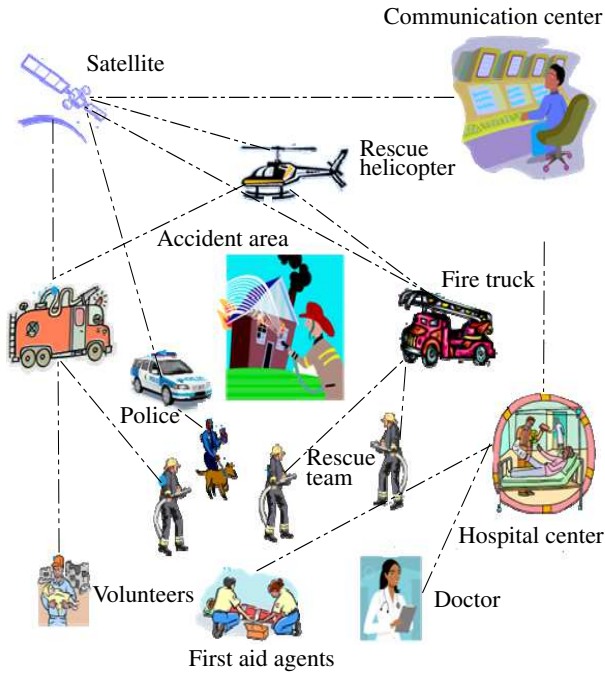 Communication center
Satellite
Rescue
helicopter
Accident area
Fire truck
Police
Rescue
team
Hospital center
Volunteers
Doctor
First aid agents